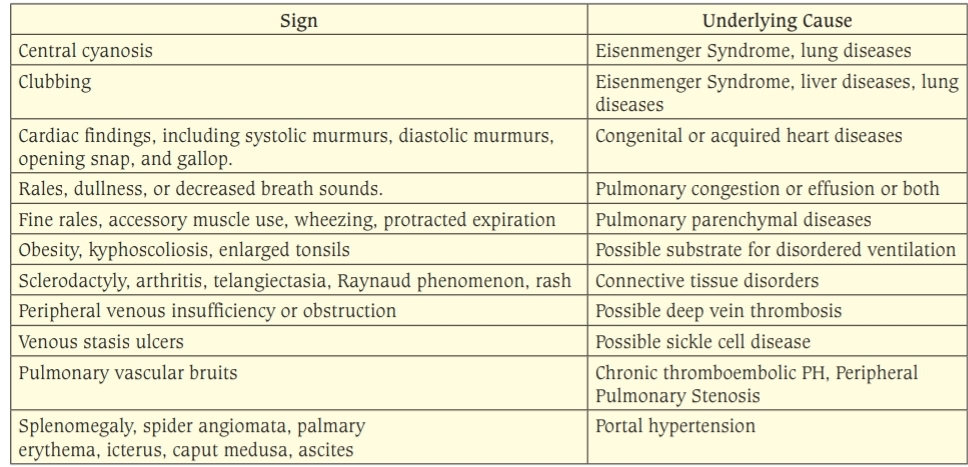 Sign Underlying Cause
Central cyanosis Eisenmenger Syndrome, lung diseases
Clubbing Eisenmenger Syndrome, liver diseases, lung
diseases
Cardiac findings, including systolic murmurs, diastolic murmurs, Congenital or acquired heart diseases
opening snap, and gallop.
Rales, dullness, or decreased breath sounds. Pulmonary congestion or effusion or both
Fine rales, accessory muscle use, wheezing, protracted expiration Pulmonary parenchymal diseases
Obesity, kyphoscoliosis, enlarged tonsils Possible substrate for disordered ventilation
Sclerodactyly, arthritis, telangiectasia, Raynaud phenomenon, rash Connective tissue disorders
Peripheral venous insufficiency or obstruction Possible deep vein thrombosis
Venous stasis ulcers Possible sickle cell disease
Pulmonary vascular bruits Chronic thromboembolic PH, Peripheral
Pulmonary Stenosis
Splenomegaly, spider angiomata, palmary Portal hypertension
erythema, icterus, caput medusa, ascites